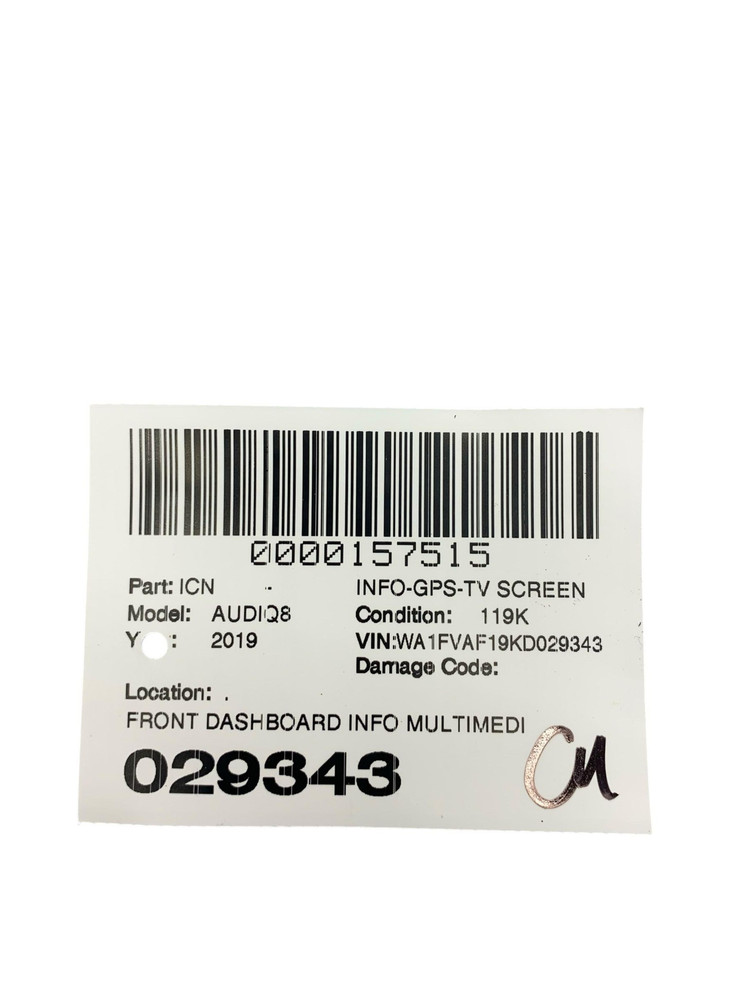 0000157515
Part: ICN - INFO-GPS-TV SCREEN
Model: AUDIQ8 Condition: 119K
2019 VIN:WA1FVAF19KD029343
Damage Code:
Location: .
FRONT DASHBOARD INFO MULTIMEDI
029343